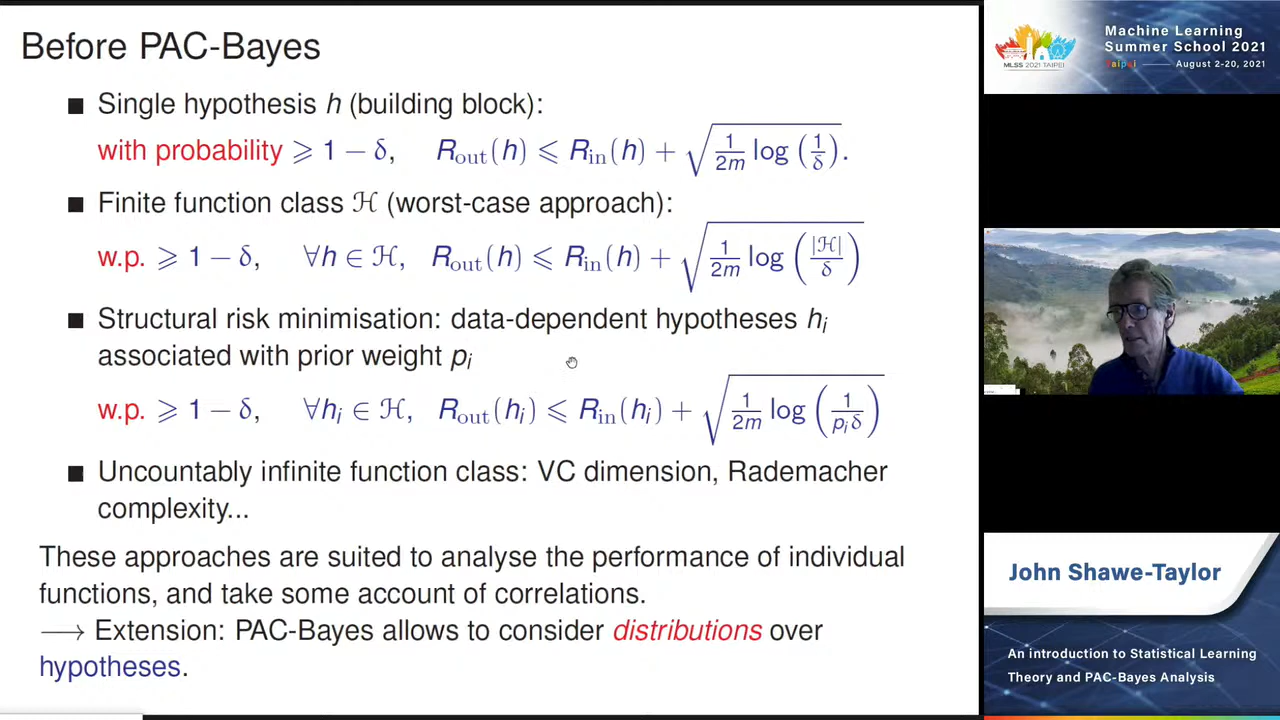 Before PAC-Bayes
■ Single hypothesis h (building block):
with probability ⩾ 1 − δ, R_out(h) ⩽ R_in(h) + √(1/2m log(1/δ)).
■ Finite function class ℋ (worst-case approach):
w.p. ⩾ 1 − δ, ∀h ∈ ℋ, R_out(h) ⩽ R_in(h) + √(1/2m log(|ℋ|/δ))
■ Structural risk minimisation: data-dependent hypotheses h_i
associated with prior weight p_i
w.p. ⩾ 1 − δ, ∀h_i ∈ ℋ, R_out(h_i) ⩽ R_in(h_i) + √(1/2m log(1/(p_i δ)))
■ Uncountably infinite function class: VC dimension, Rademacher
complexity...
These approaches are suited to analyse the performance of individual
functions, and take some account of correlations.
⟶ Extension: PAC-Bayes allows to consider distributions over
hypotheses.
MLSS 2021 TAIPEI
Machine Learning
Summer School 2021
Taipei — August 2-20, 2021
John Shawe-Taylor
An introduction to Statistical Learning
Theory and PAC-Bayes Analysis